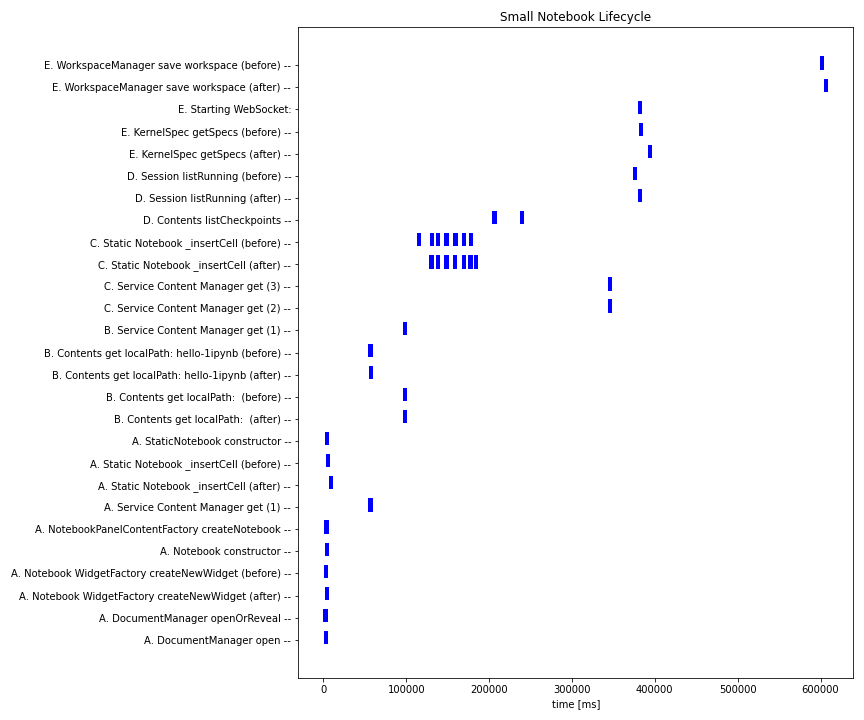 Small Notebook Lifecycle
E. WorkspaceManager save workspace (before) --
E. WorkspaceManager save workspace (after) --
E. Starting WebSocket:
E. KernelSpec getSpecs (before) --
E. KernelSpec getSpecs (after) --
D. Session listRunning (before) --
D. Session listRunning (after) --
D. Contents listCheckpoints --
C. Static Notebook _insertCell (before) --
C. Static Notebook _insertCell (after) --
C. Service Content Manager get (3) --
C. Service Content Manager get (2) --
B. Service Content Manager get (1) --
B. Contents get localPath: hello-1ipynb (before) --
B. Contents get localPath: hello-1ipynb (after) --
B. Contents get localPath:  (before) --
B. Contents get localPath:  (after) --
A. StaticNotebook constructor --
A. Static Notebook _insertCell (before) --
A. Static Notebook _insertCell (after) --
A. Service Content Manager get (1) --
A. NotebookPanelContentFactory createNotebook --
A. Notebook constructor --
A. Notebook WidgetFactory createNewWidget (before) --
A. Notebook WidgetFactory createNewWidget (after) --
A. DocumentManager openOrReveal --
A. DocumentManager open --
0 100000 200000 300000 400000 500000 600000
time [ms]